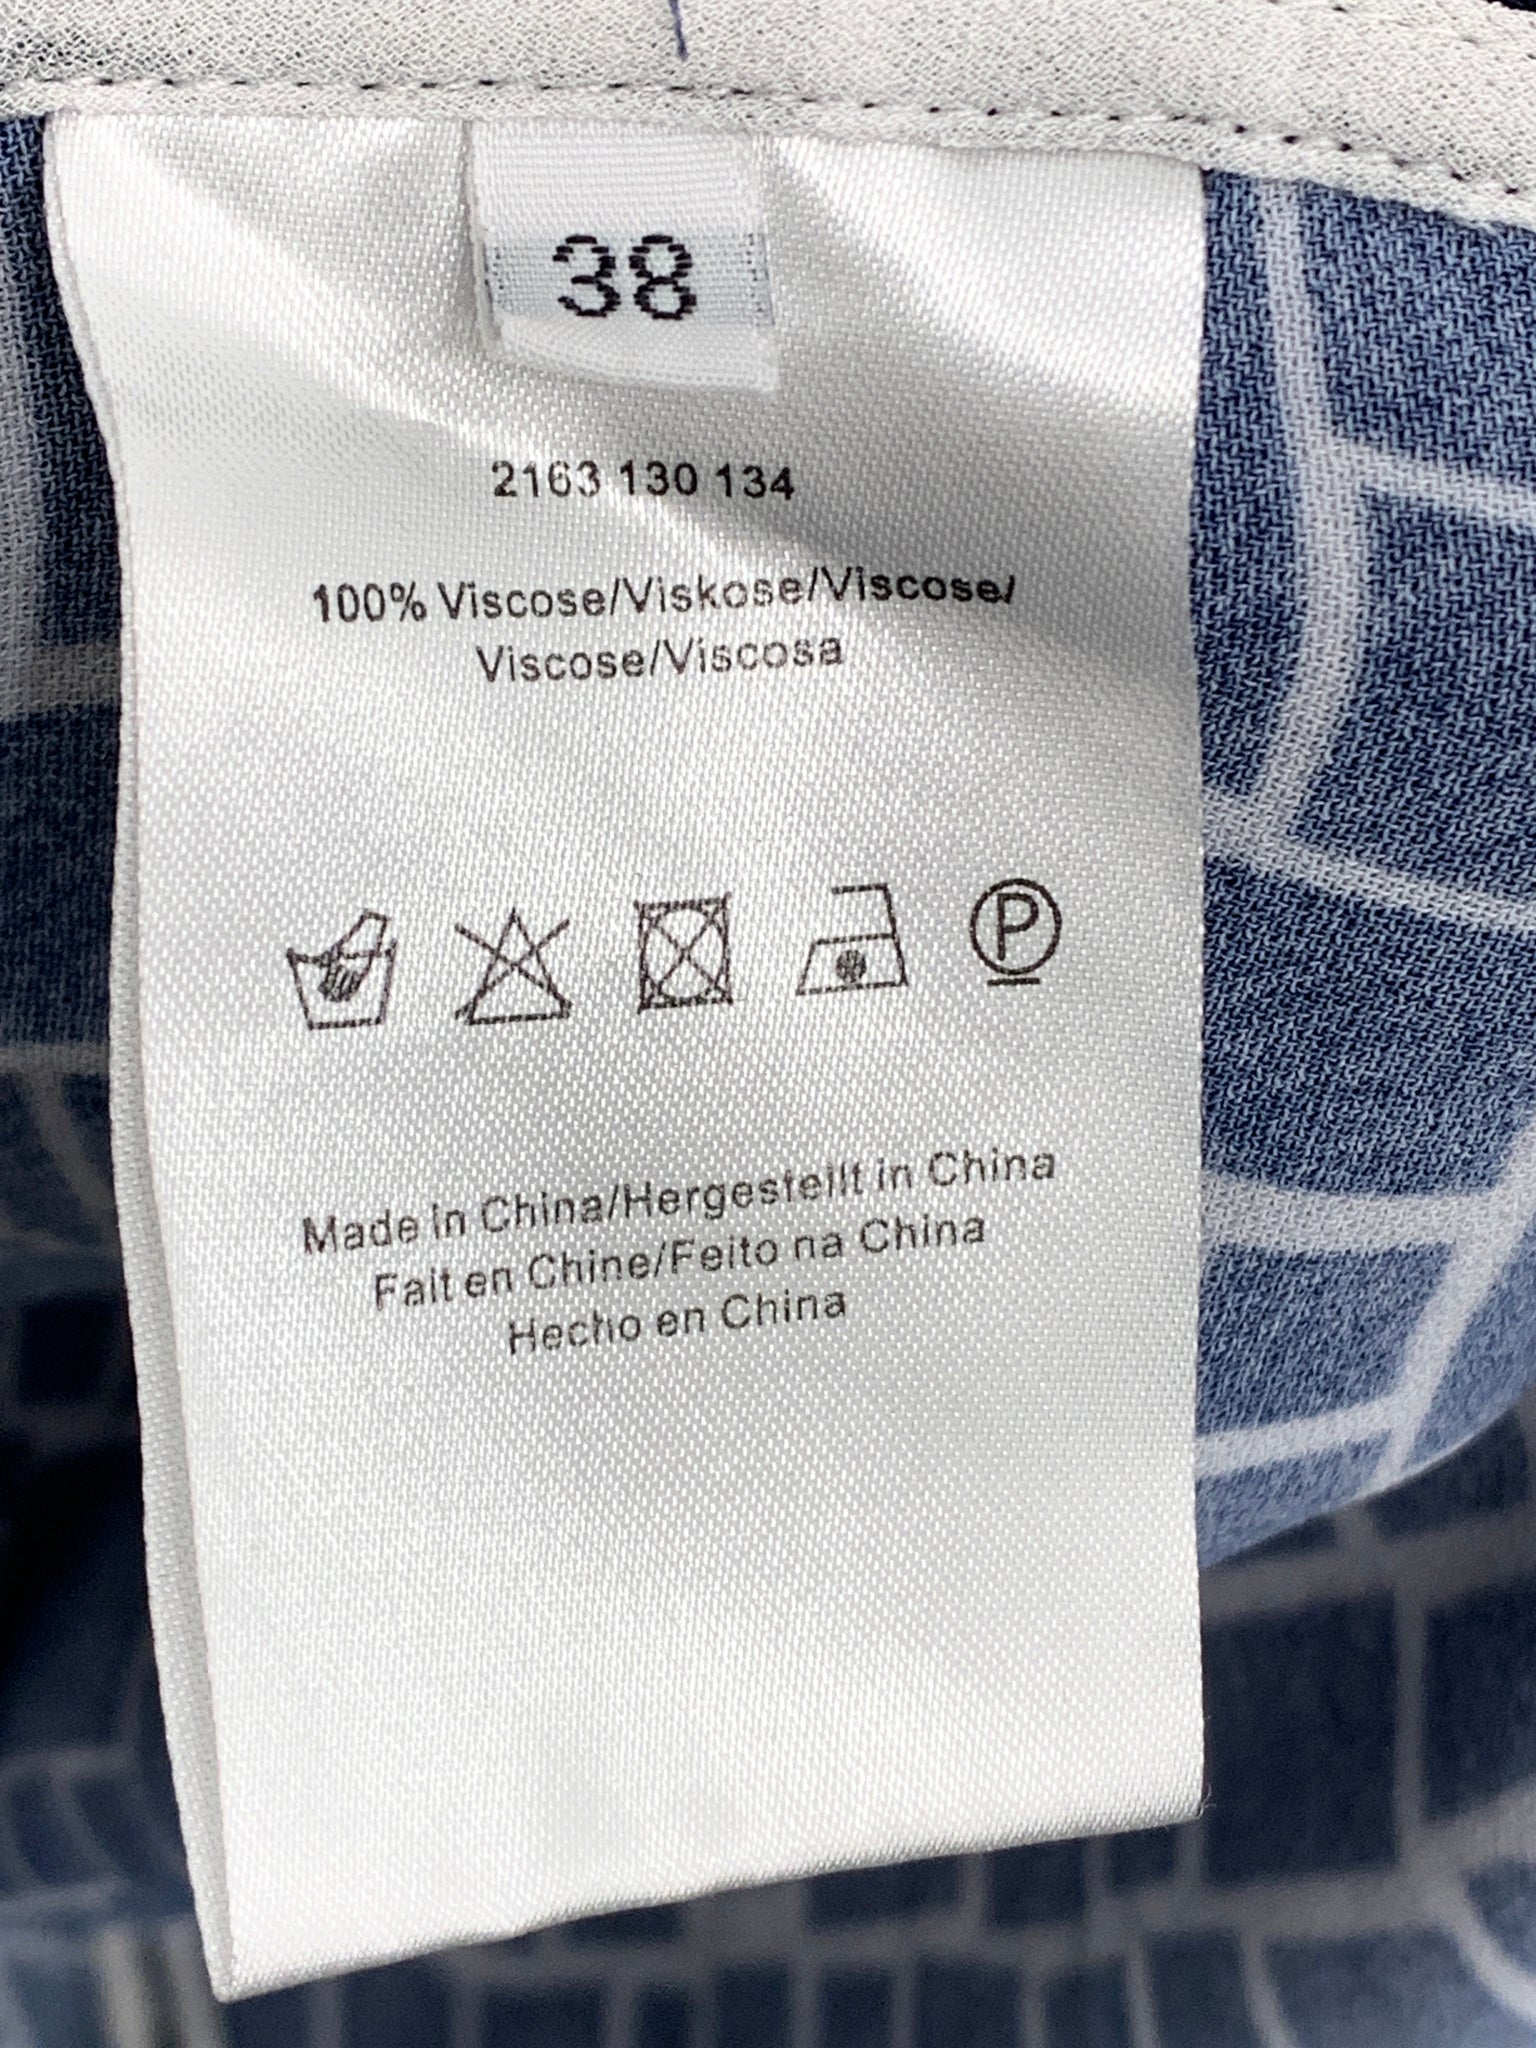 38
2163 130 134
100% Viscose/Viskose/Viscose/
Viscose/Viscosa
P
Made in China/Hergestellt in China
Fait en Chine/Feito na China
Hecho en China